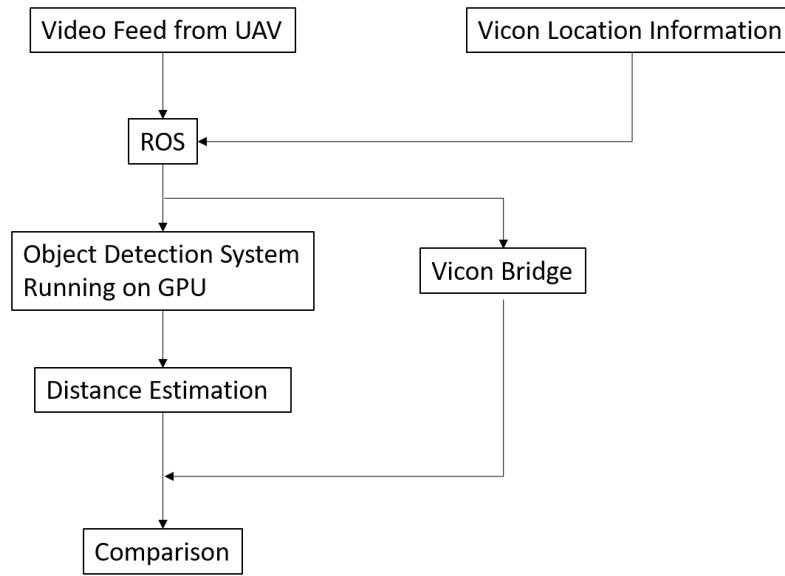 Video Feed from UAV
Vicon Location Information
ROS
Object Detection System
Running on GPU
Vicon Bridge
Distance Estimation
Comparison